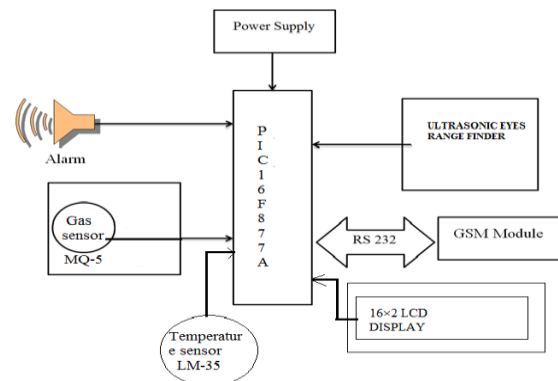 Power Supply
P
I
C
1
6
F
8
7
7
A
Alarm
ULTRASONIC EYES
RANGE FINDER
Gas
sensor
MQ-5
RS 232
GSM Module
Temperatur
e sensor
LM-35
16×2 LCD
DISPLAY